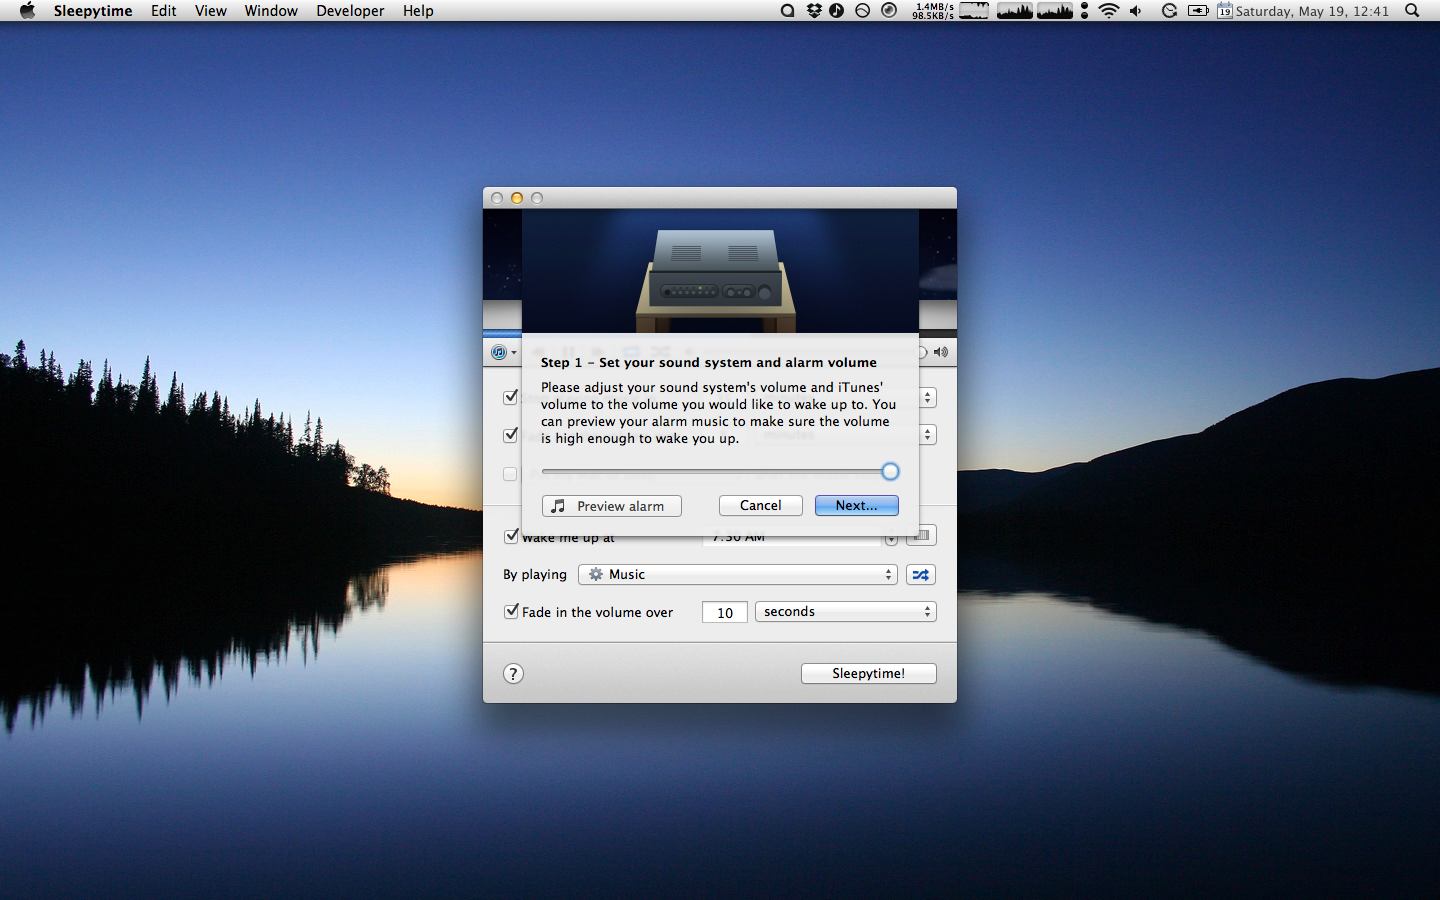 Sleepytime Edit View Window Developer Help
1.4MB/s
98.5KB/s
19 Saturday, May 19, 12:41
Step 1 – Set your sound system and alarm volume
Please adjust your sound system's volume and iTunes'
volume to the volume you would like to wake up to. You
can preview your alarm music to make sure the volume
is high enough to wake you up.
minutes
Preview alarm Cancel Next...
Wake me up at 7:30 AM
By playing Music
Fade in the volume over 10 seconds
? Sleepytime!